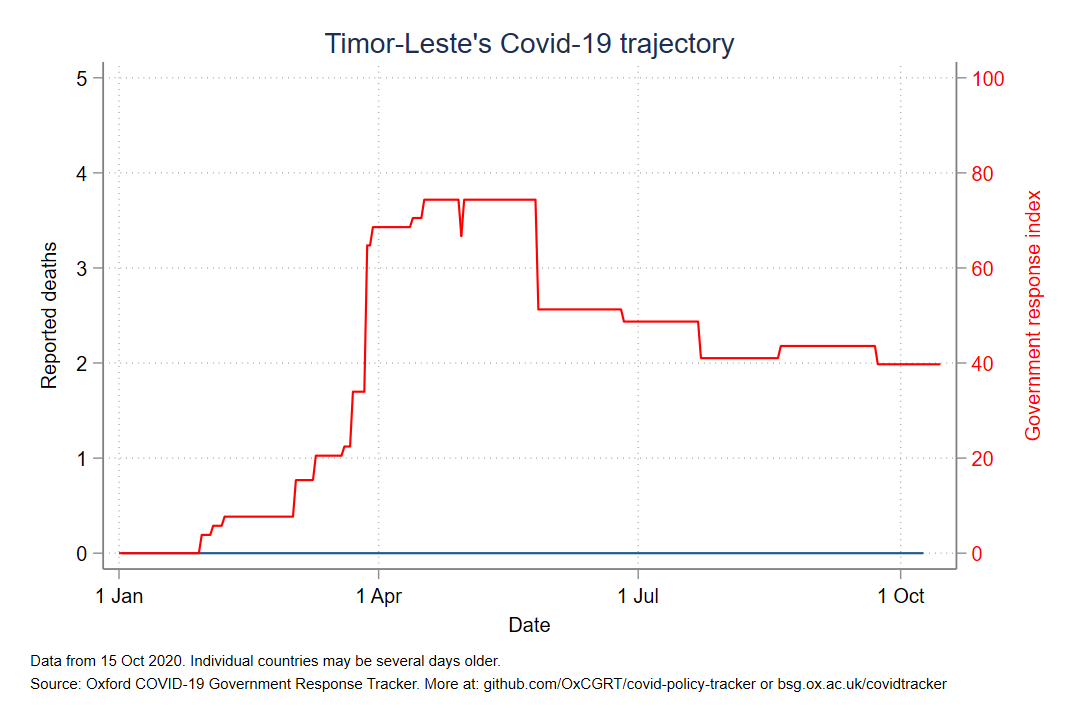 Timor-Leste's Covid-19 trajectory
Reported deaths
5
4
3
2
1
0
100
80
60
40
20
0
Government response index
1 Jan
1 Apr
1 Jul
1 Oct
Date
Data from 15 Oct 2020. Individual countries may be several days older.
Source: Oxford COVID-19 Government Response Tracker. More at: github.com/OxCGRT/covid-policy-tracker or bsg.ox.ac.uk/covidtracker